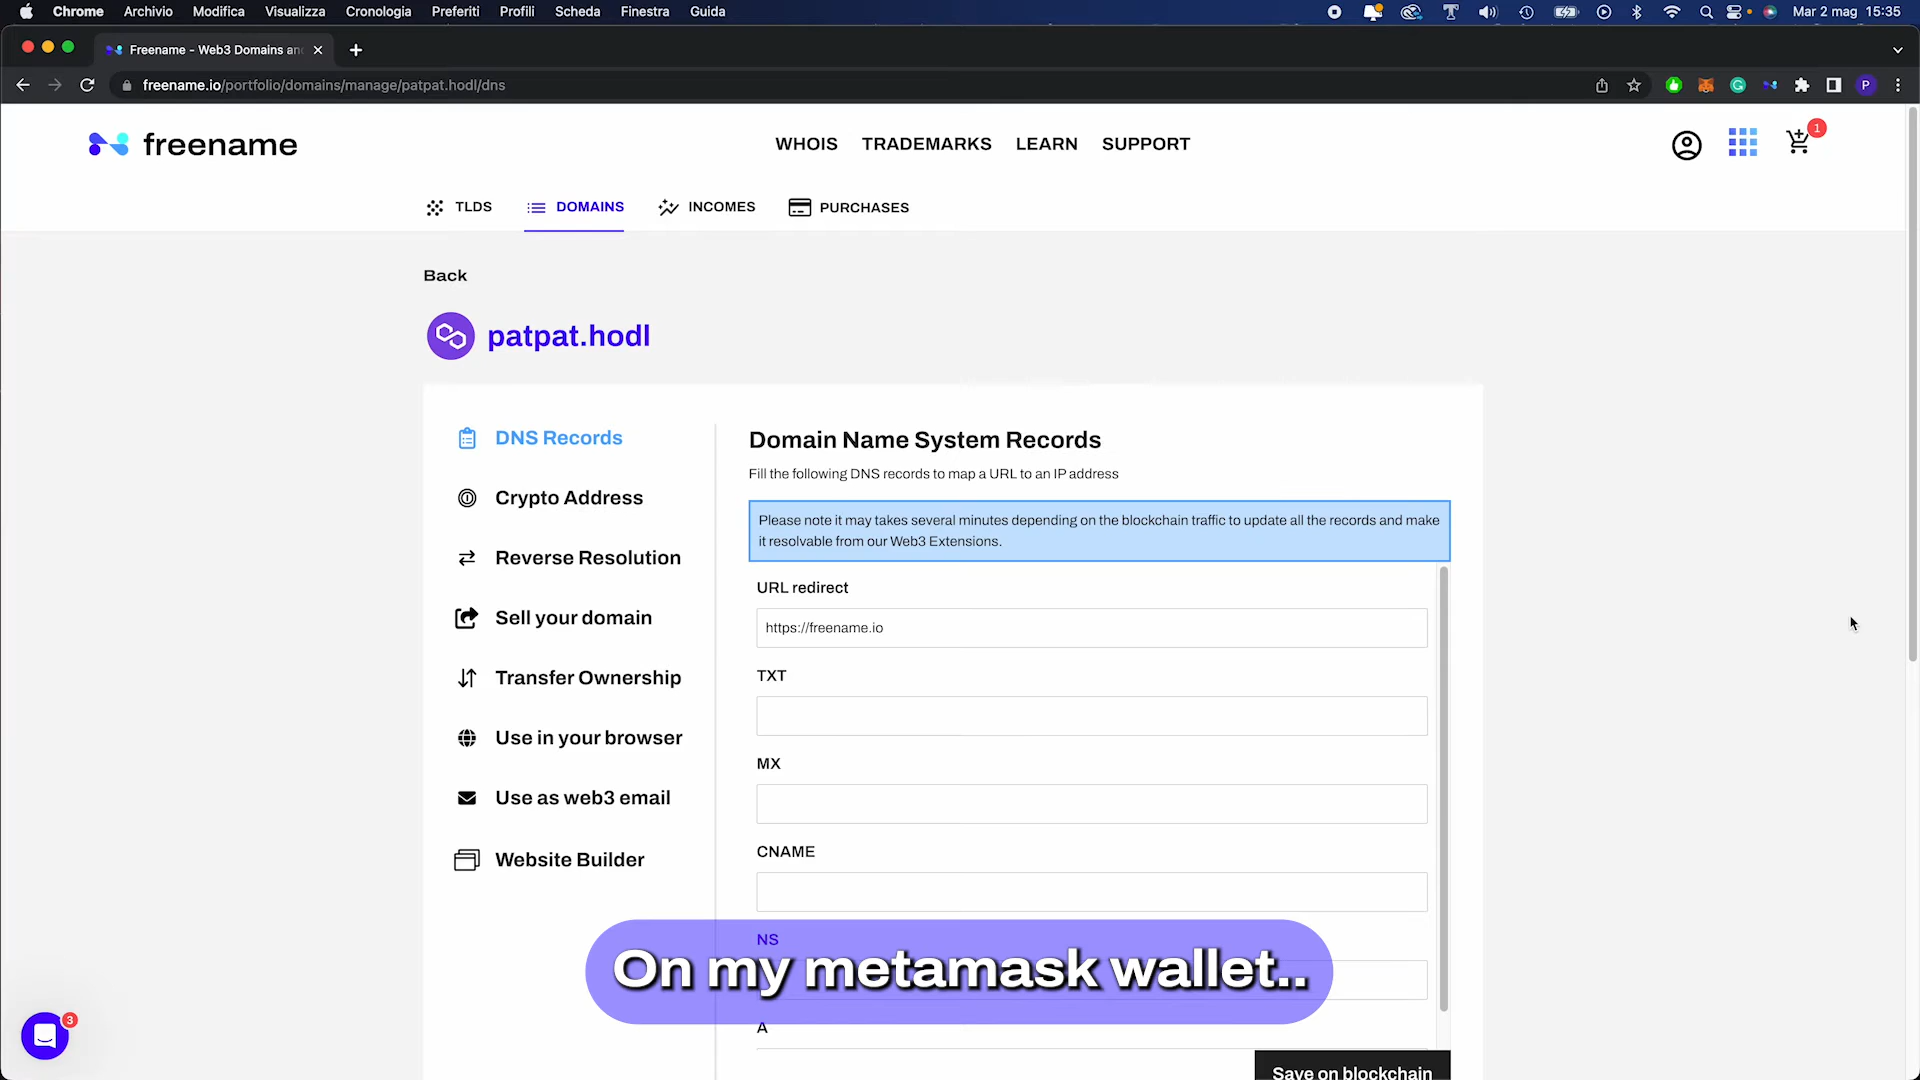 Chrome Archivio Modifica Visualizza Cronologia Preferiti Profili Scheda Finestra Guida Mar 2 mag 15:35
Freename - Web3 Domains an
freename.io/portfolio/domains/manage/patpat.hodl/dns
G P
freename WHOIS TRADEMARKS LEARN SUPPORT 1
TLDS DOMAINS INCOMES PURCHASES
Back
patpat.hodl
DNS Records
Crypto Address
Reverse Resolution
Sell your domain
Transfer Ownership
Use in your browser
Use as web3 email
Website Builder
Domain Name System Records
Fill the following DNS records to map a URL to an IP address
Please note it may takes several minutes depending on the blockchain traffic to update all the records and make
it resolvable from our Web3 Extensions.
URL redirect
https://freename.io
TXT
MX
CNAME
NS
On my metamask wallet..
A
Save on blockchain
3